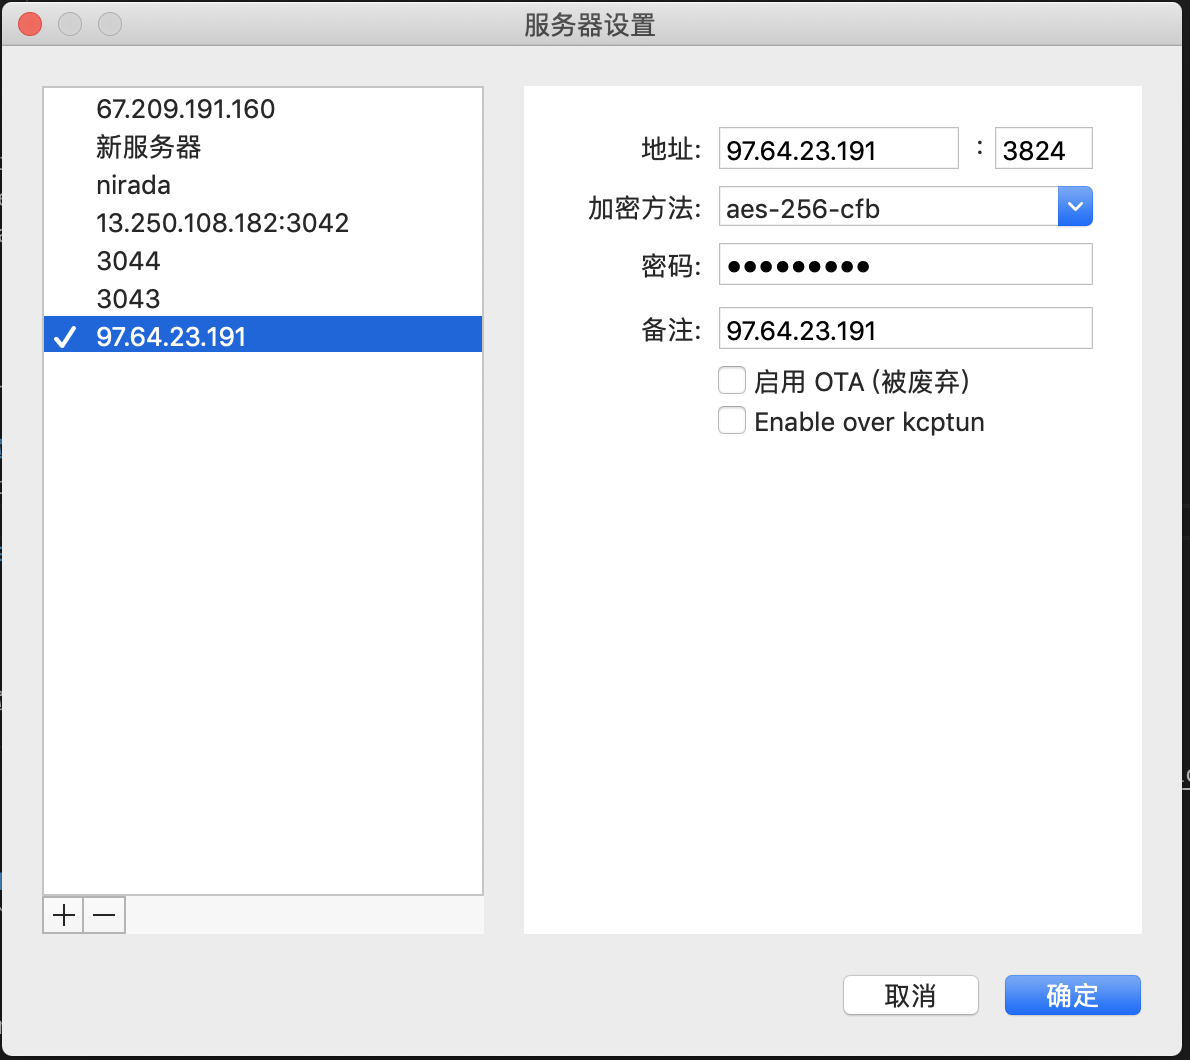 服务器设置
67.209.191.160
新服务器
nirada
13.250.108.182:3042
3044
3043
97.64.23.191
地址: 97.64.23.191 : 3824
加密方法: aes-256-cfb
密码: ●●●●●●●●●
备注: 97.64.23.191
启用 OTA (被废弃)
Enable over kcptun
取消 确定